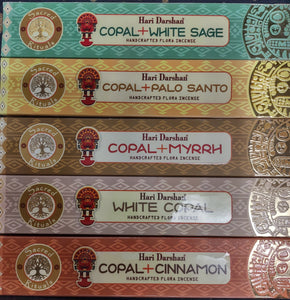 Sacred
Rituals
Hari Darshan
COPAL+WHITE SAGE
HANDCRAFTED FLORA INCENSE
Sacred
Rituals
Hari Darshan
COPAL+PALO SANTO
HANDCRAFTED FLORA INCENSE
Sacred
Rituals
Hari Darshan
COPAL+MYRRH
HANDCRAFTED FLORA INCENSE
Sacred
Rituals
Hari Darshan
WHITE COPAL
HANDCRAFTED FLORA INCENSE
Sacred
Rituals
Hari Darshan
COPAL+CINNAMON
HANDCRAFTED FLORA INCENSE